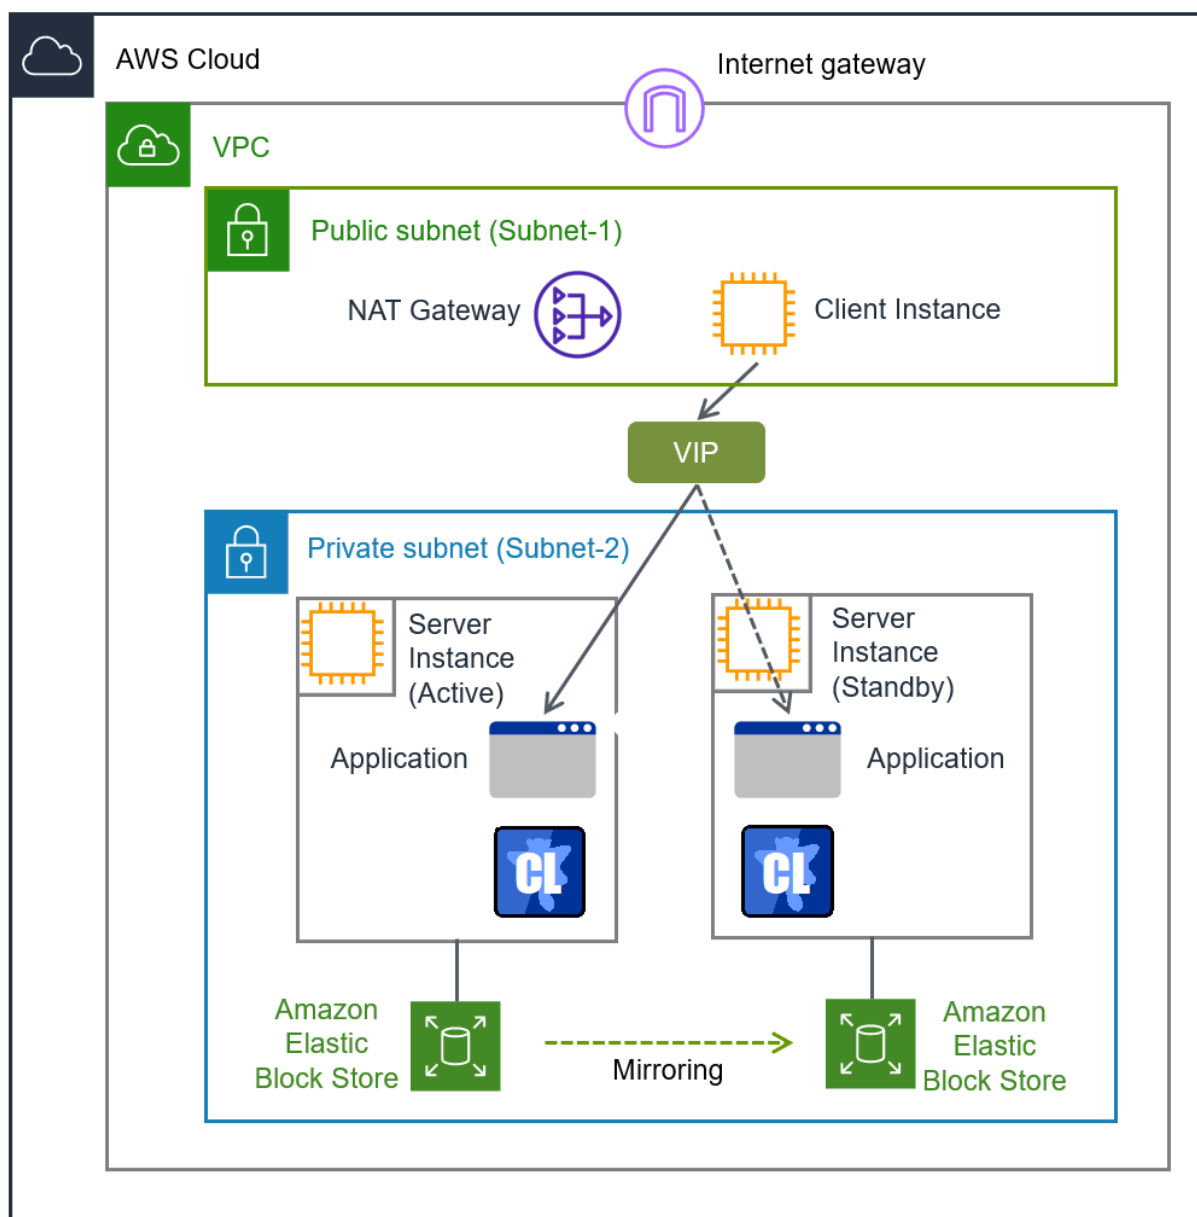 AWS Cloud
Internet gateway
VPC
Public subnet (Subnet-1)
NAT Gateway
Client Instance
VIP
Private subnet (Subnet-2)
Server
Instance
(Active)
Server
Instance
(Standby)
Application
Application
CL
CL
Amazon
Elastic
Block Store
Mirroring
Amazon
Elastic
Block Store